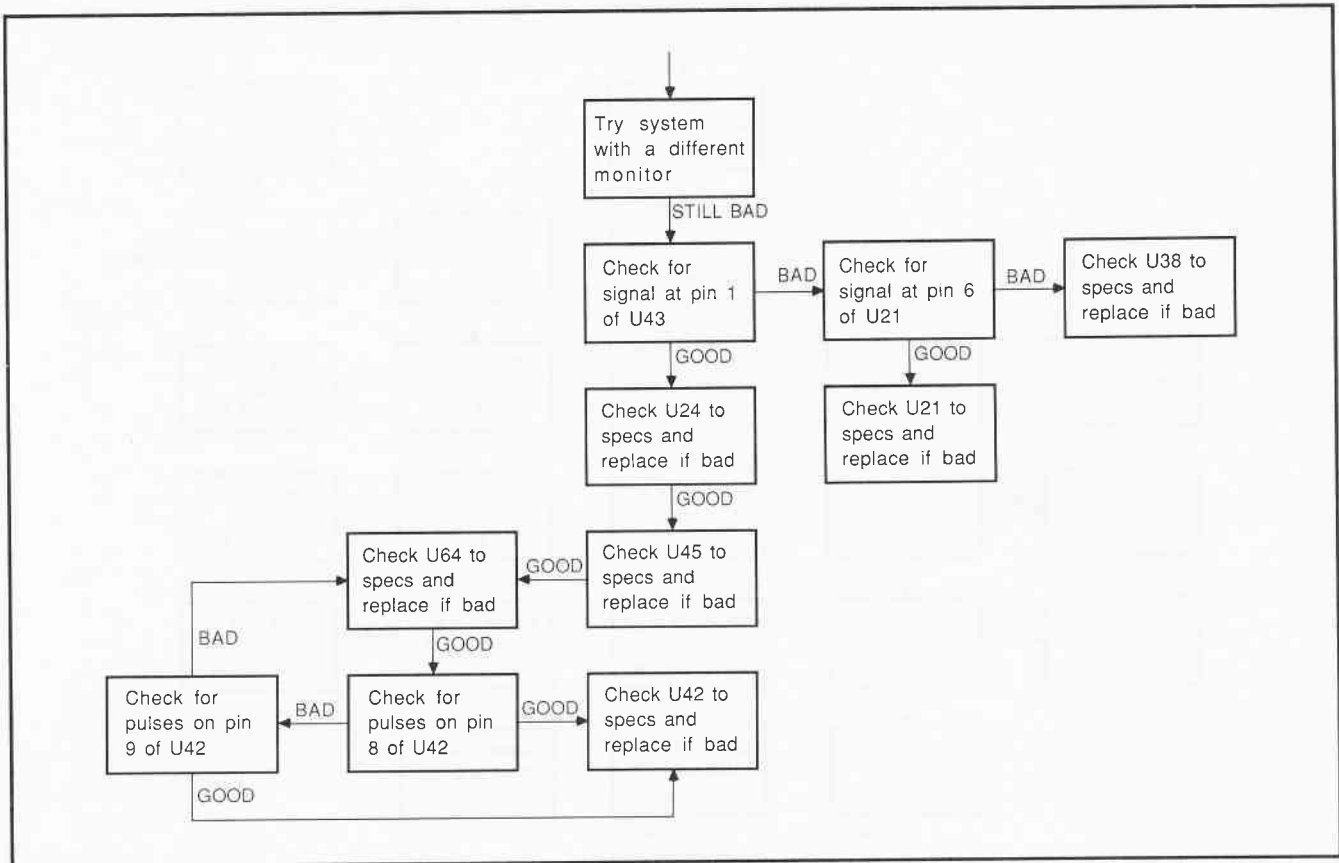 Try system
with a different
monitor
STILL BAD
Check for
signal at pin 1
of U43
BAD
Check for
signal at pin 6
of U21
BAD
Check U38 to
specs and
replace if bad
GOOD
GOOD
Check U24 to
specs and
replace if bad
Check U21 to
specs and
replace if bad
GOOD
Check U64 to
specs and
replace if bad
GOOD
Check U45 to
specs and
replace if bad
BAD
GOOD
Check for
pulses on pin
9 of U42
BAD
Check for
pulses on pin
8 of U42
GOOD
Check U42 to
specs and
replace if bad
GOOD